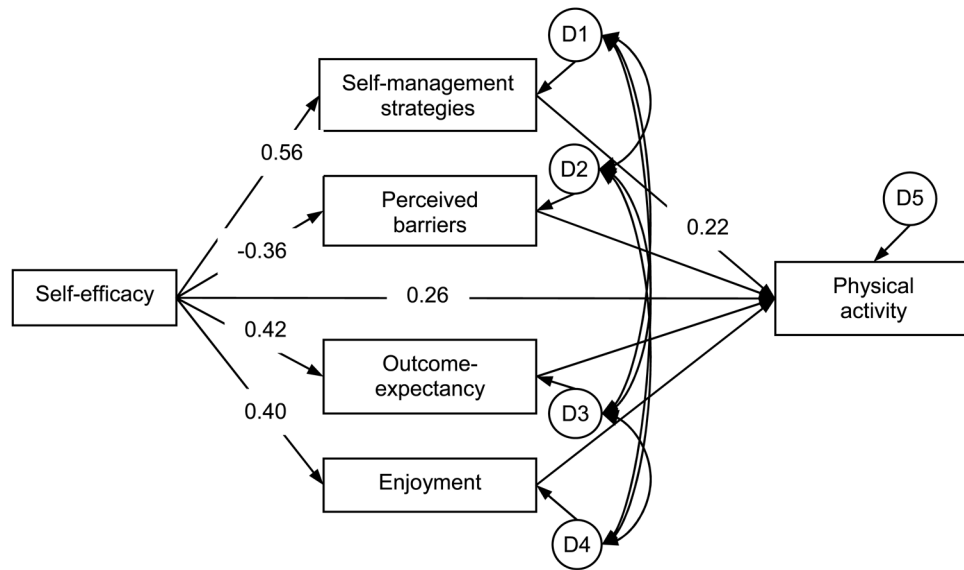 D1
Self-management
strategies
0.56
D2
Perceived
barriers
D5
-0.36
0.22
Self-efficacy
0.26
Physical
activity
0.42
Outcome-
expectancy
0.40
D3
Enjoyment
D4